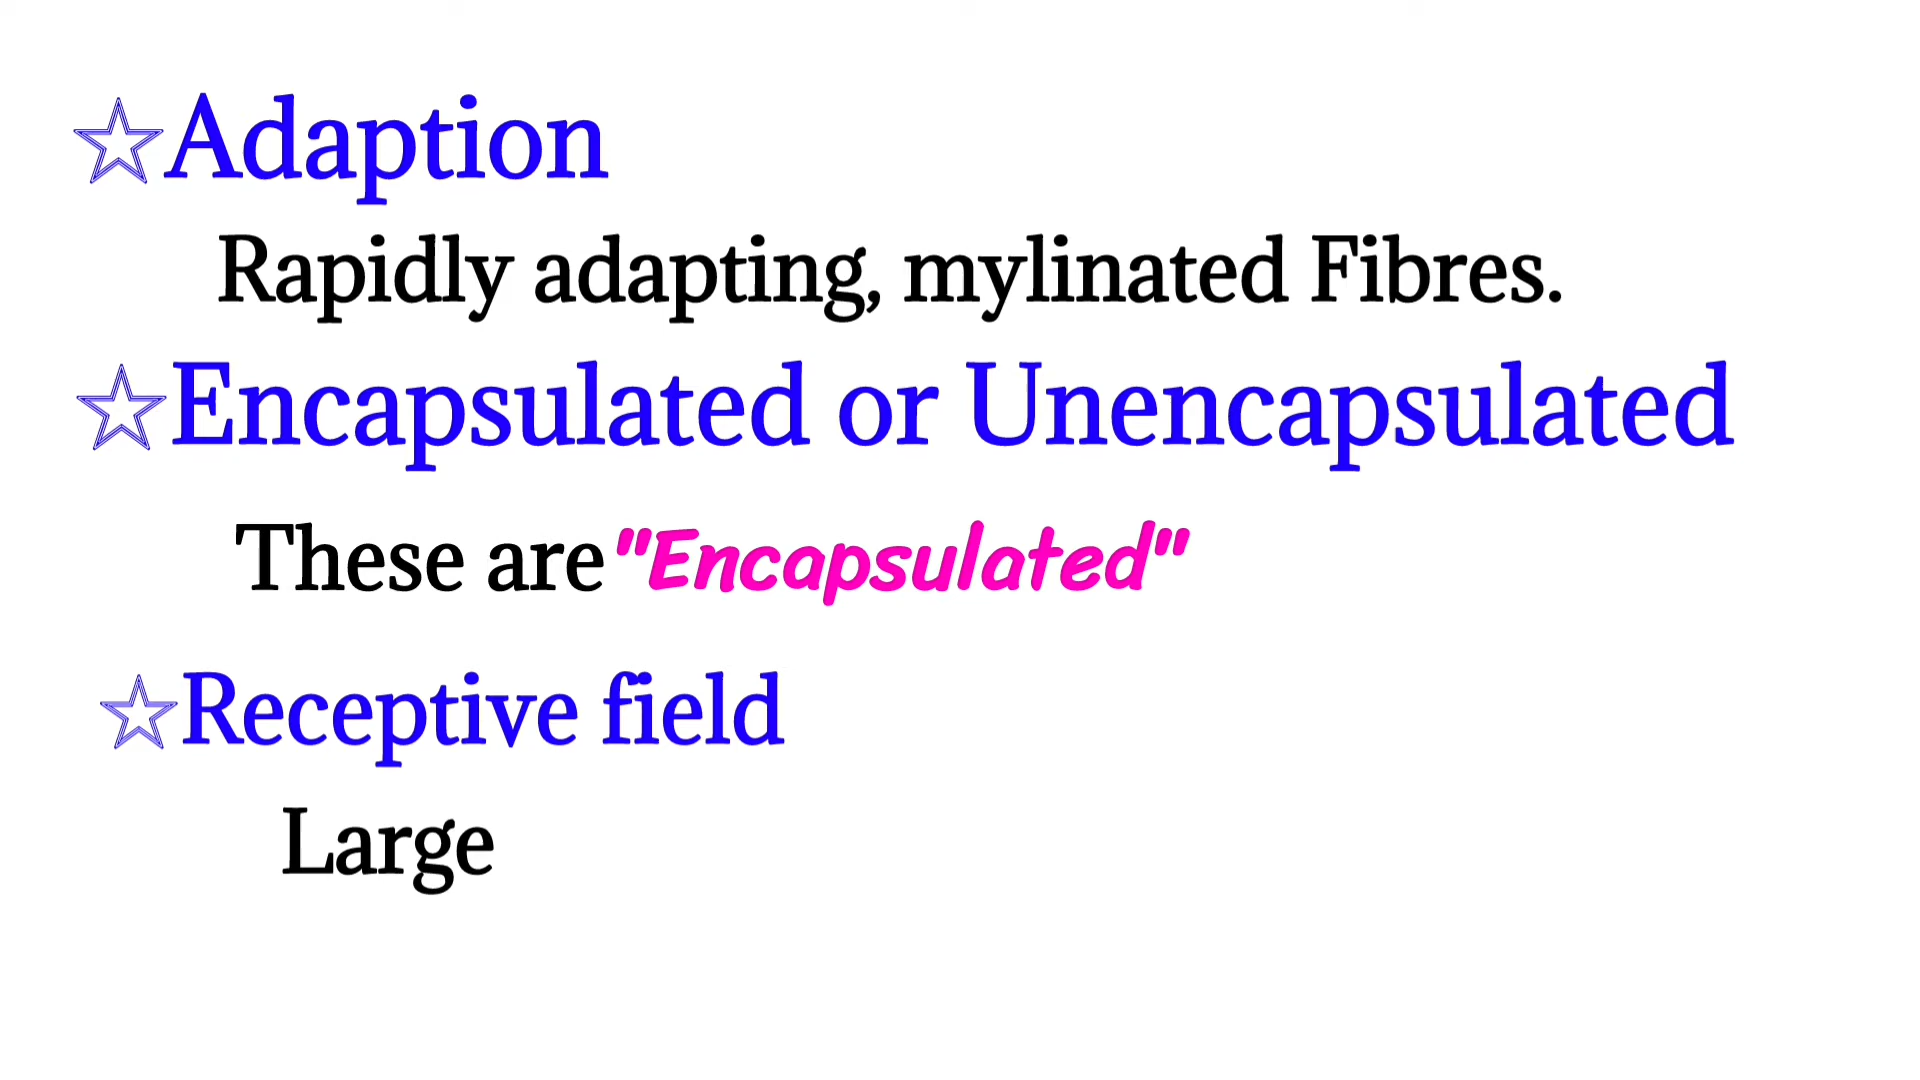 ☆Adaption
Rapidly adapting, mylinated Fibres.
☆Encapsulated or Unencapsulated
These are "Encapsulated"
☆Receptive field
Large